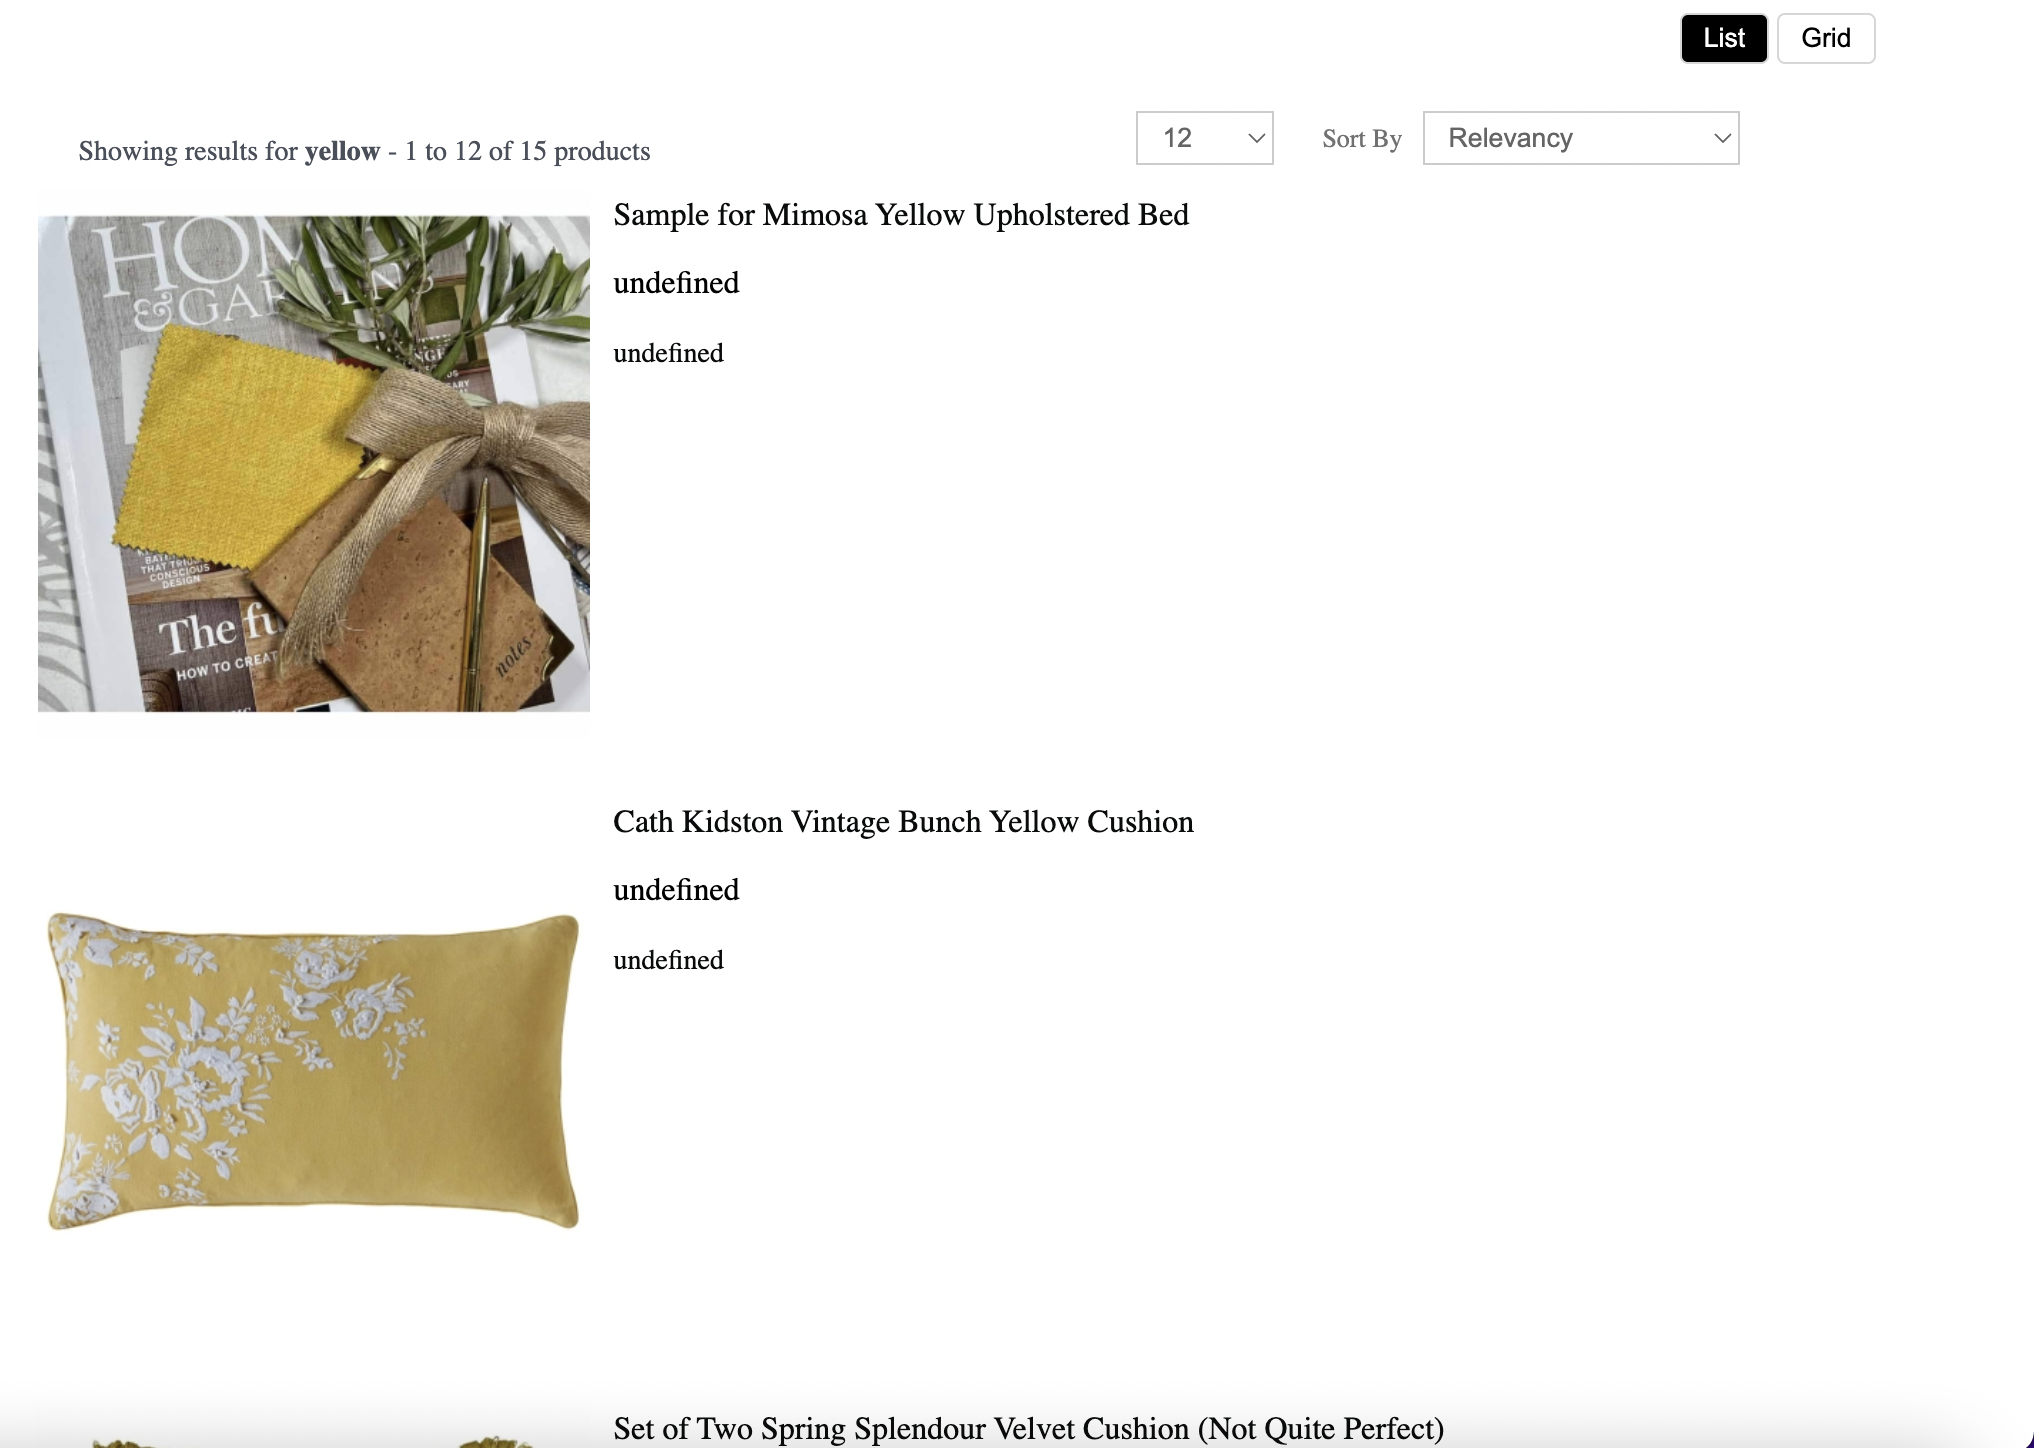 List
Grid
Showing results for yellow - 1 to 12 of 15 products
12
Sort By
Relevancy
Sample for Mimosa Yellow Upholstered Bed
undefined
undefined
HOM
&GAR
THAT
CONSCIOUS
DESIGN
The fu
HOW TO CREAT
notes
Cath Kidston Vintage Bunch Yellow Cushion
undefined
undefined
Set of Two Spring Splendour Velvet Cushion (Not Quite Perfect)